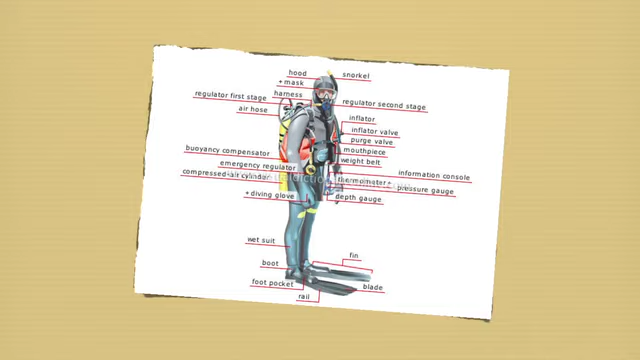 hood
snorkel
+ mask
harness
regulator first stage
regulator second stage
air hose
inflator
inflator valve
purge valve
buoyancy compensator
mouthpiece
weight belt
emergency regulator
information console
compressed-air cylinder
thermometer +
pressure gauge
+ diving glove
depth gauge
wet suit
fin
boot
foot pocket
blade
rail